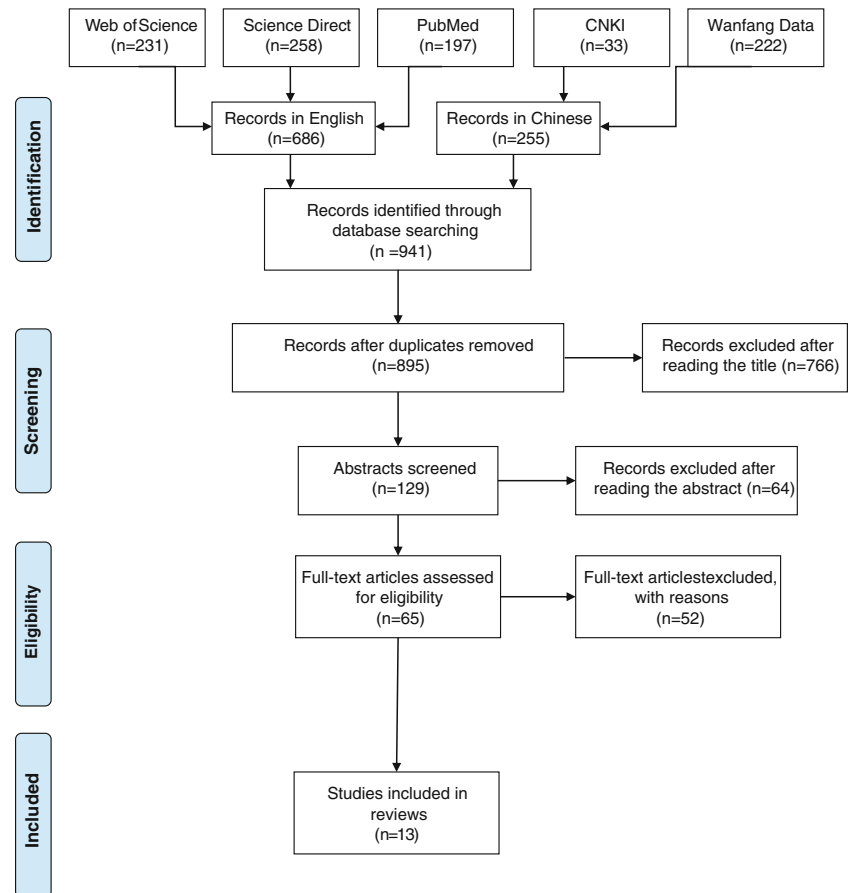 Web of Science
(n=231)
Science Direct
(n=258)
PubMed
(n=197)
CNKI
(n=33)
Wanfang Data
(n=222)
Identification
Records in English
(n=686)
Records in Chinese
(n=255)
Records identified through
database searching
(n =941)
Screening
Records after duplicates removed
(n=895)
Records excluded after
reading the title (n=766)
Abstracts screened
(n=129)
Records excluded after
reading the abstract (n=64)
Eligibility
Full-text articles assessed
for eligibility
(n=65)
Full-text articlestexcluded,
with reasons
(n=52)
Included
Studies included in
reviews
(n=13)